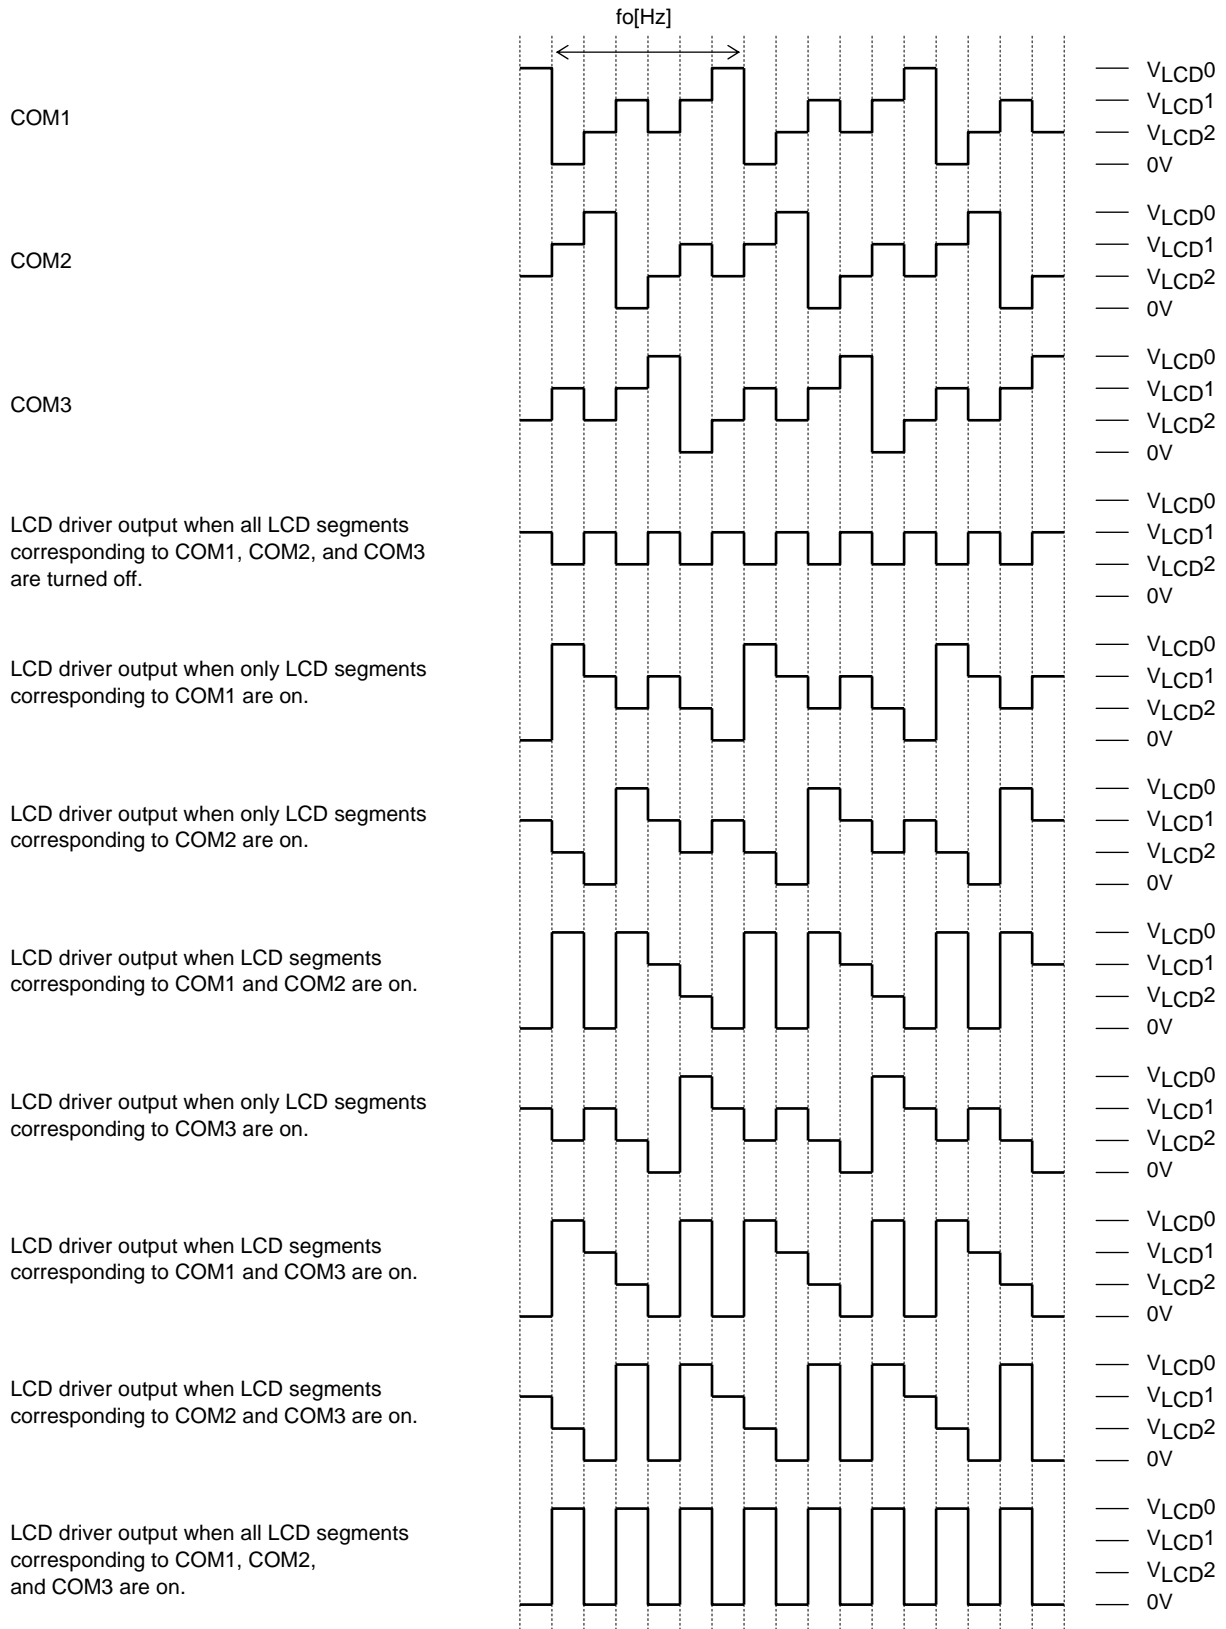 fo[Hz]
COM1
VLCD0
VLCD1
VLCD2
0V
COM2
VLCD0
VLCD1
VLCD2
0V
COM3
VLCD0
VLCD1
VLCD2
0V
LCD driver output when all LCD segments
corresponding to COM1, COM2, and COM3
are turned off.
VLCD0
VLCD1
VLCD2
0V
LCD driver output when only LCD segments
corresponding to COM1 are on.
VLCD0
VLCD1
VLCD2
0V
LCD driver output when only LCD segments
corresponding to COM2 are on.
VLCD0
VLCD1
VLCD2
0V
LCD driver output when LCD segments
corresponding to COM1 and COM2 are on.
VLCD0
VLCD1
VLCD2
0V
LCD driver output when only LCD segments
corresponding to COM3 are on.
VLCD0
VLCD1
VLCD2
0V
LCD driver output when LCD segments
corresponding to COM1 and COM3 are on.
VLCD0
VLCD1
VLCD2
0V
LCD driver output when LCD segments
corresponding to COM2 and COM3 are on.
VLCD0
VLCD1
VLCD2
0V
LCD driver output when all LCD segments
corresponding to COM1, COM2,
and COM3 are on.
VLCD0
VLCD1
VLCD2
0V